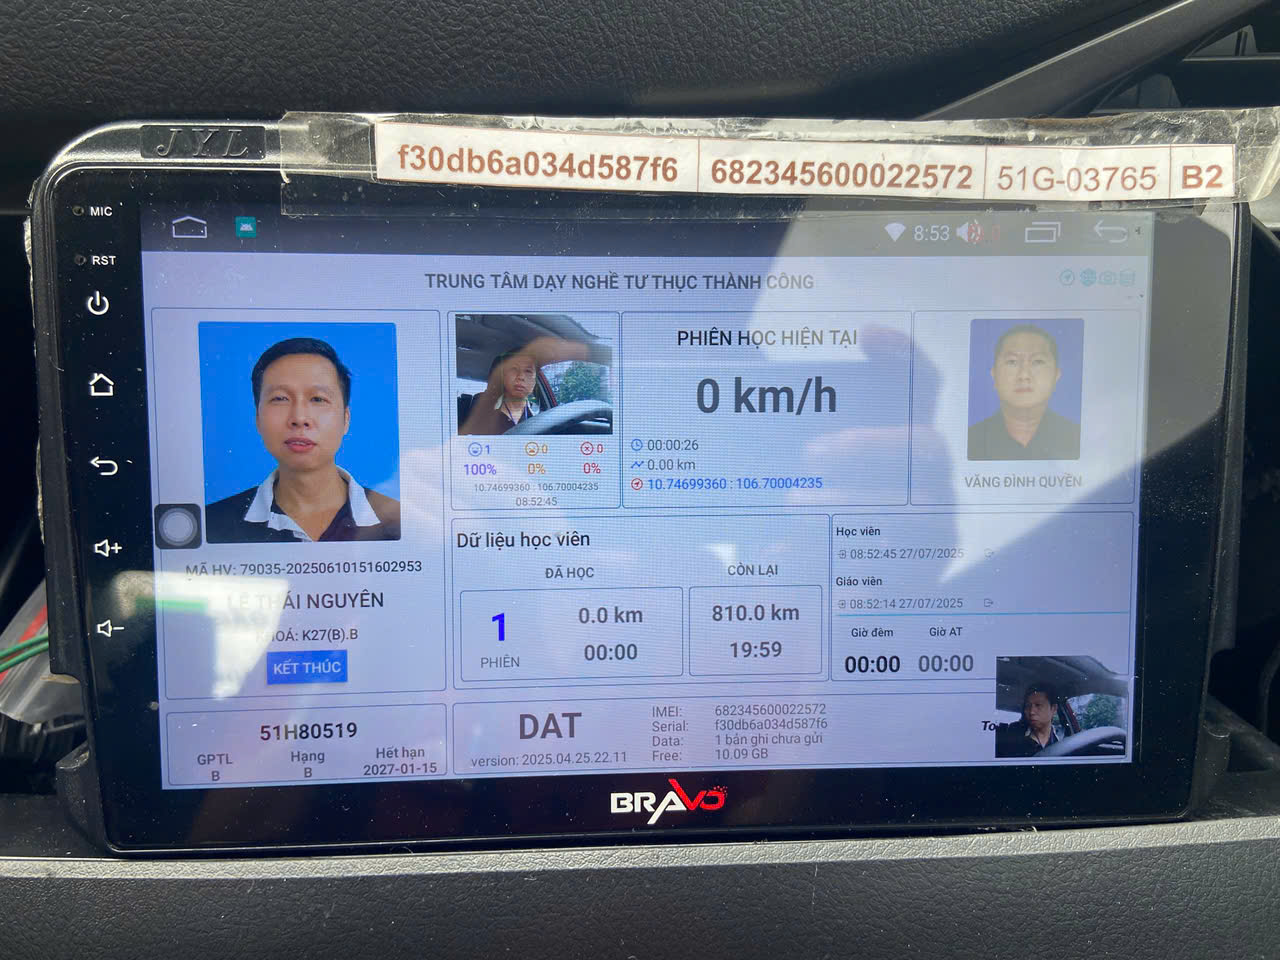 JYL
f30db6a034d587f6 682345600022572 51G-03765 B2
MIC
RST
8:53
TRUNG TÂM DẠY NGHỀ TƯ THỤC THÀNH CÔNG
MÃ HV: 79035-20250610151602953
LÊ THÁI NGUYÊN
KHOÁ: K27(B).B
KẾT THÚC
1 0 0
100% 0% 0%
10.74699360 : 106.70004235
08:52:45
PHIÊN HỌC HIỆN TẠI
0 km/h
00:00:26
0.00 km
10.74699360 : 106.70004235
VĂNG ĐÌNH QUYỀN
Dữ liệu học viên
ĐÃ HỌC
1
PHIÊN
0.0 km
00:00
CÒN LẠI
810.0 km
19:59
Học viên
08:52:45 27/07/2025
Giáo viên
08:52:14 27/07/2025
Giờ đêm Giờ AT
00:00 00:00
51H80519
GPTL Hạng Hết hạn
B B 2027-01-15
DAT
version: 2025.04.25.22.11
IMEI: 682345600022572
Serial: f30db6a034d587f6
Data: 1 bản ghi chưa gửi
Free: 10.09 GB
BRAVO